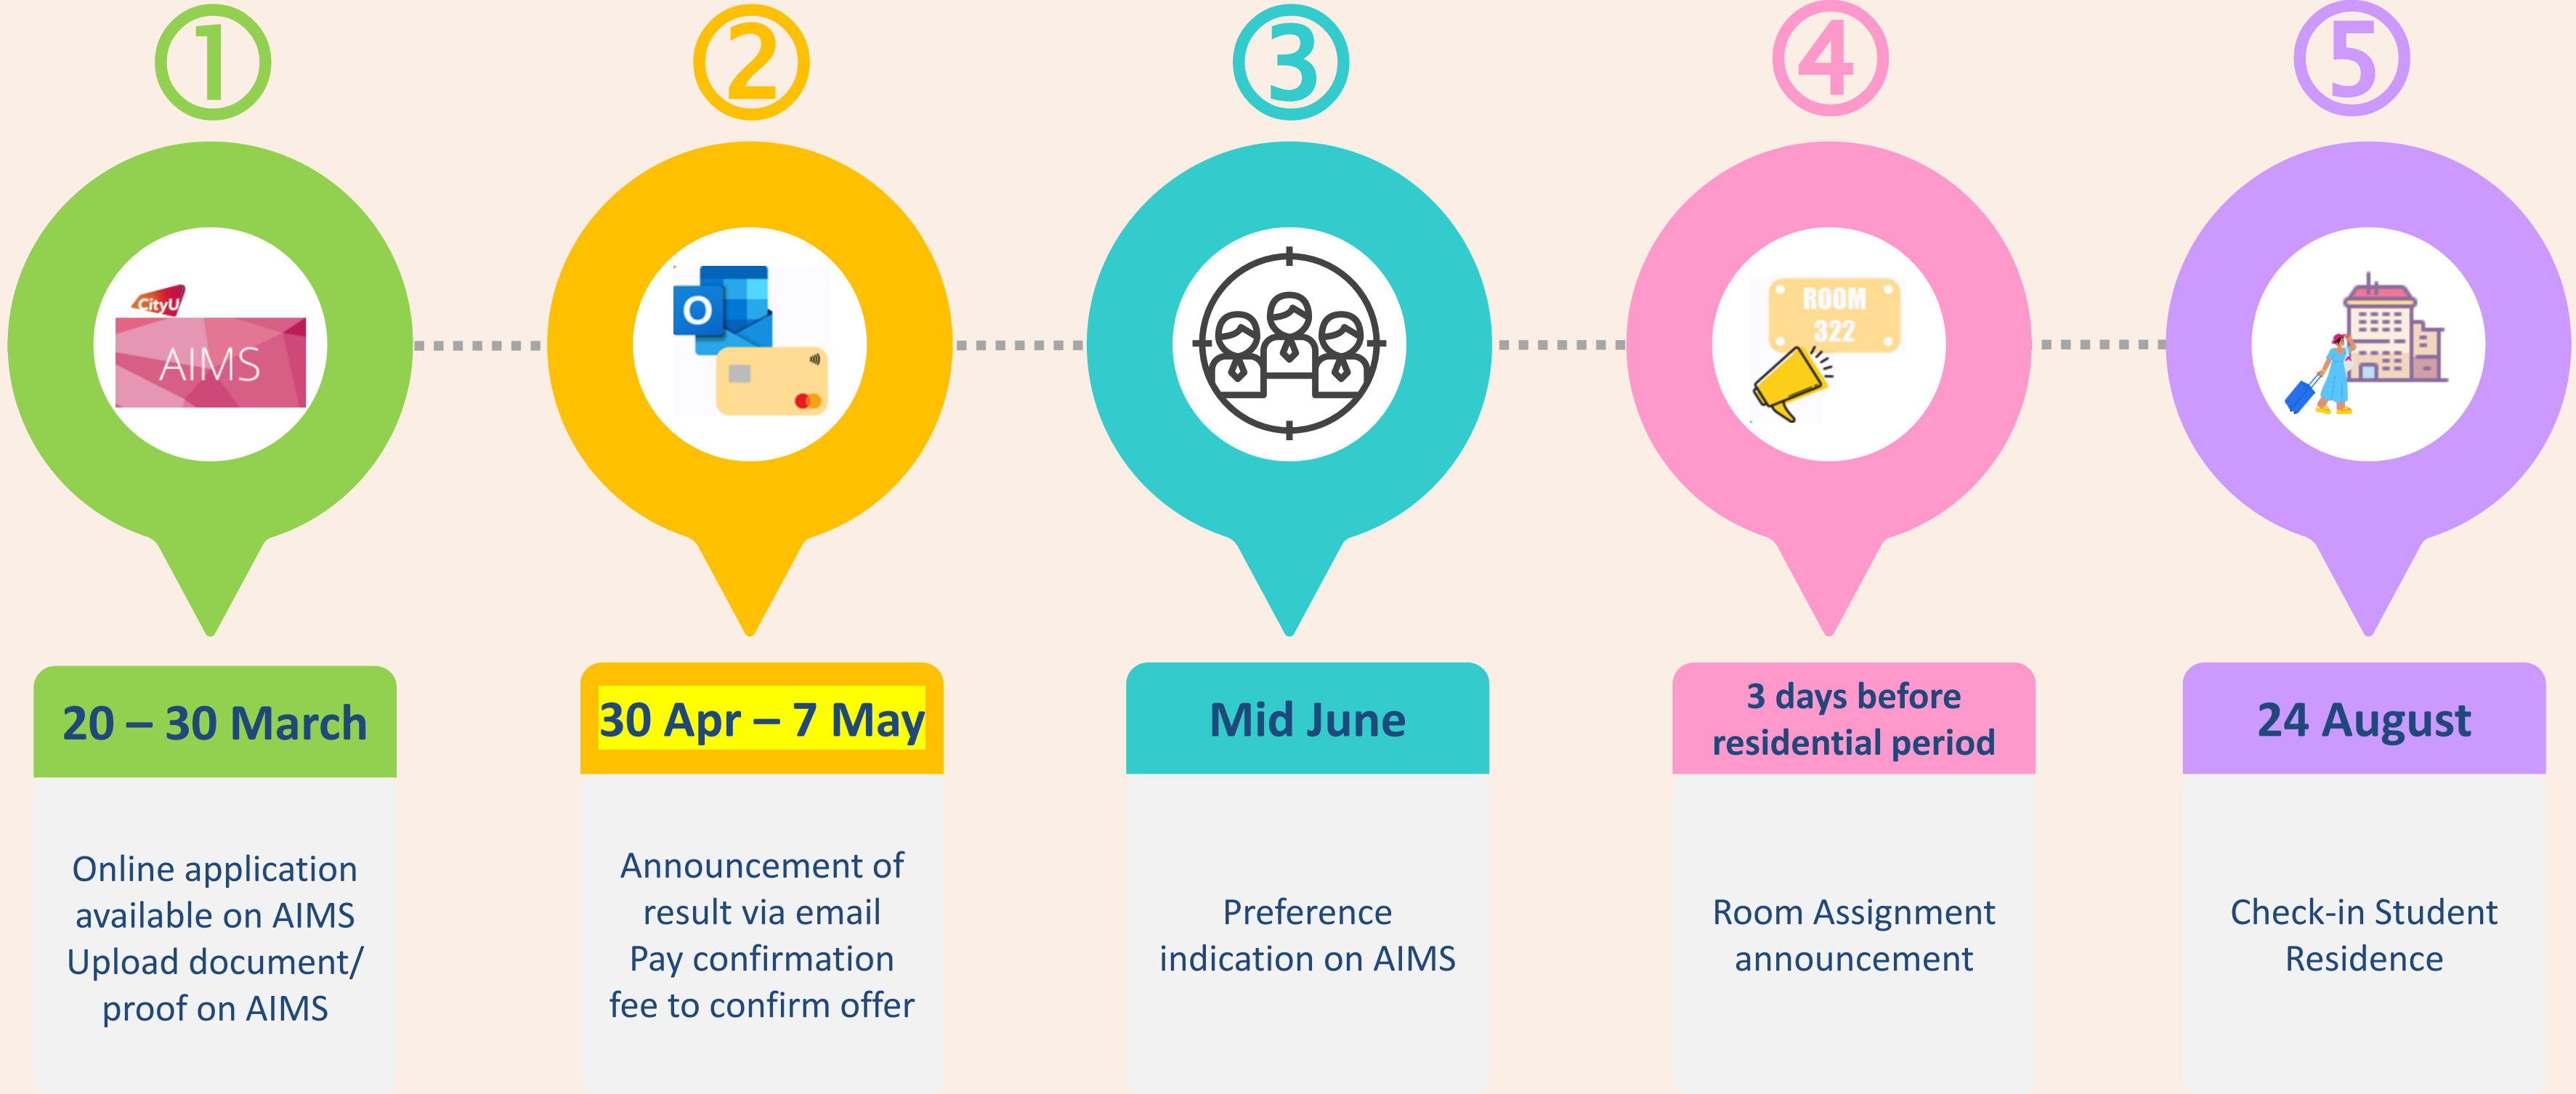 ①
②
③
④
⑤
CityU
AIMS
O
ROOM
322
20 – 30 March
Online application
available on AIMS
Upload document/
proof on AIMS
30 Apr – 7 May
Announcement of
result via email
Pay confirmation
fee to confirm offer
Mid June
Preference
indication on AIMS
3 days before
residential period
Room Assignment
announcement
24 August
Check-in Student
Residence